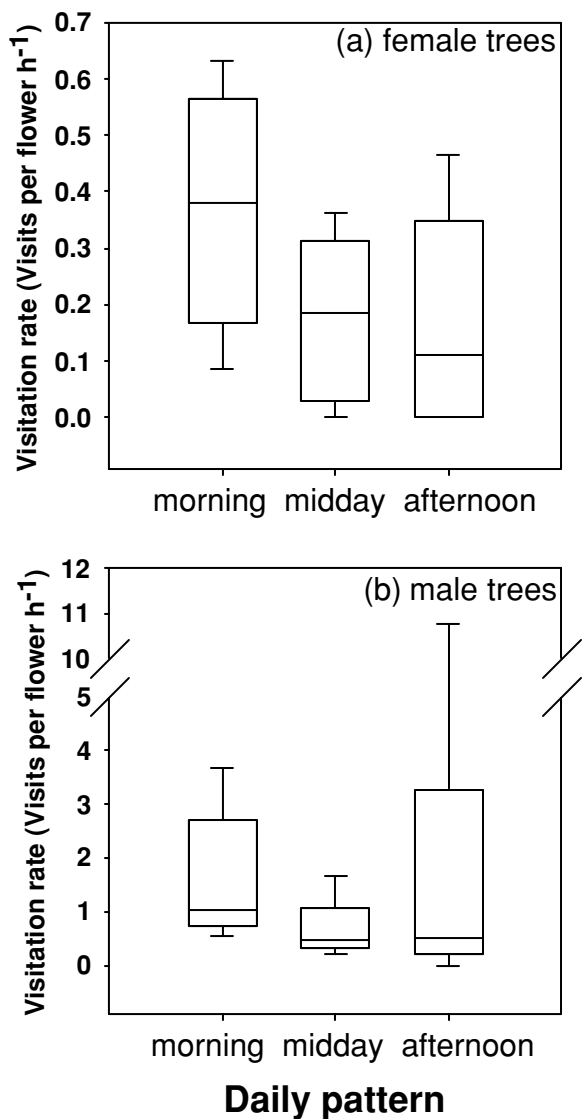 (a) female trees
Visitation rate (Visits per flower h-1)
0.7
0.6
0.5
0.4
0.3
0.2
0.1
0.0
morning midday afternoon
(b) male trees
Visitation rate (Visits per flower h-1)
12
11
10
5
4
3
2
1
0
morning midday afternoon
Daily pattern